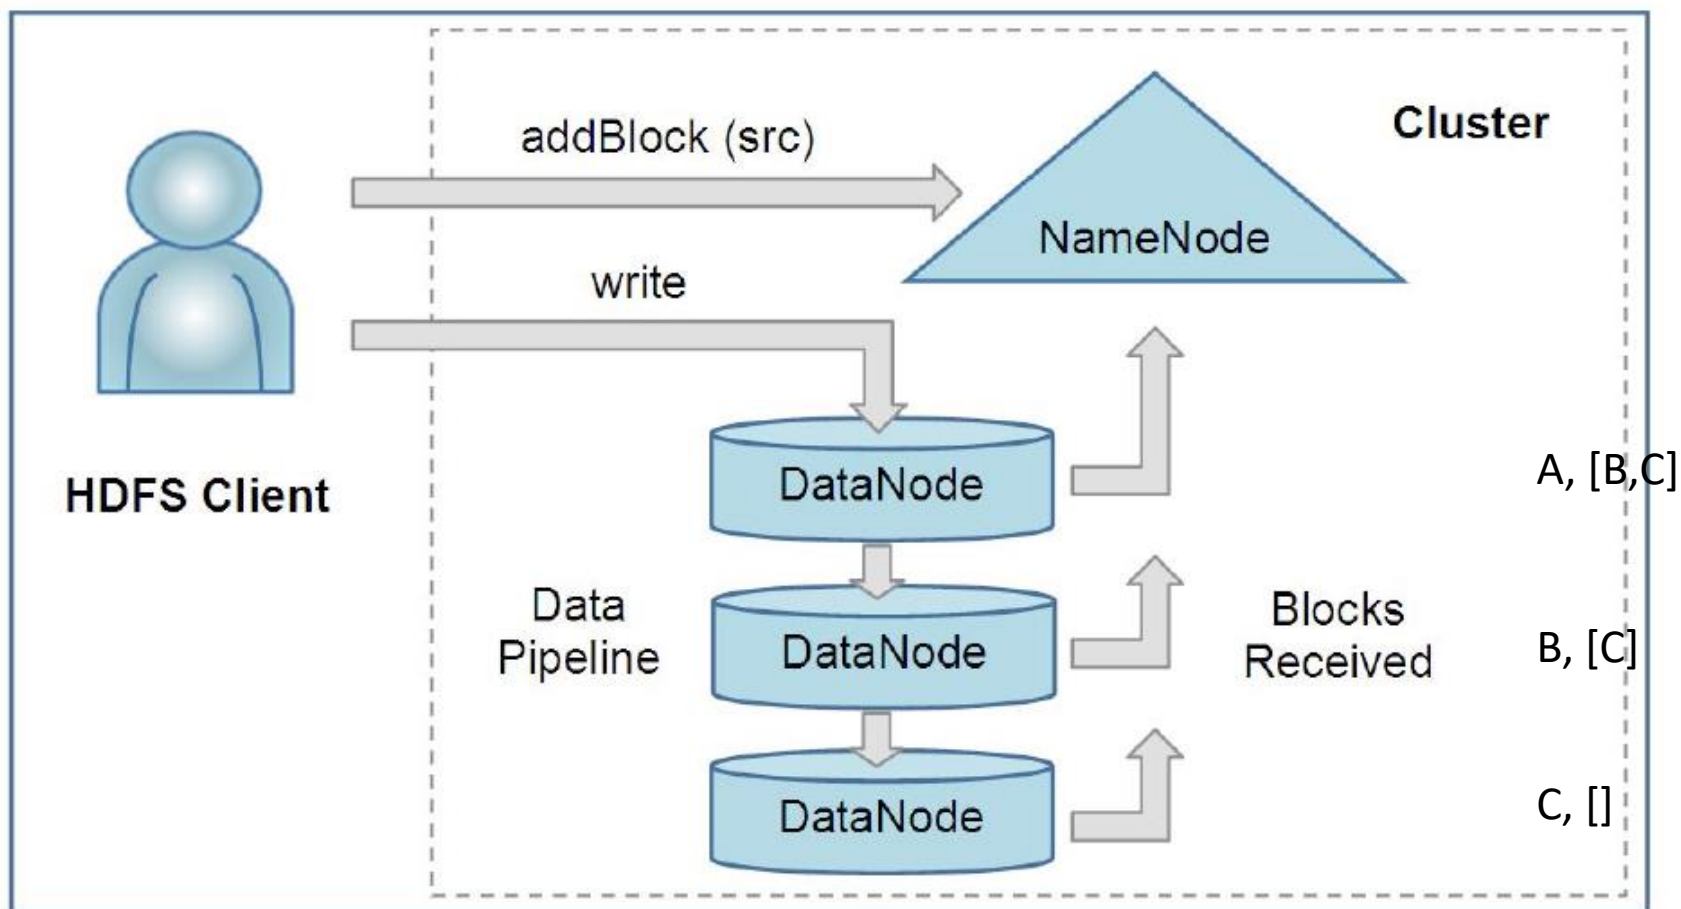 addBlock (src)
Cluster
NameNode
write
HDFS Client
DataNode
A, [B,C]
Data
Pipeline
DataNode
Blocks
Received
B, [C]
DataNode
C, []